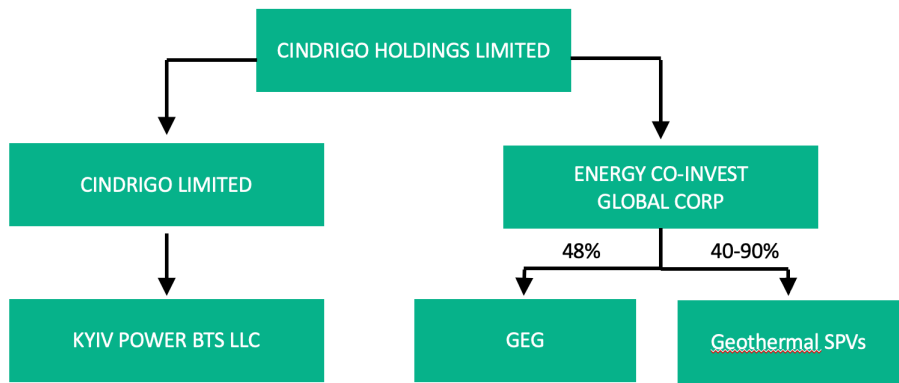 CINDRIGO HOLDINGS LIMITED
CINDRIGO LIMITED
ENERGY CO-INVEST
GLOBAL CORP
48%
40-90%
KYIV POWER BTS LLC
GEG
Geothermal SPVs